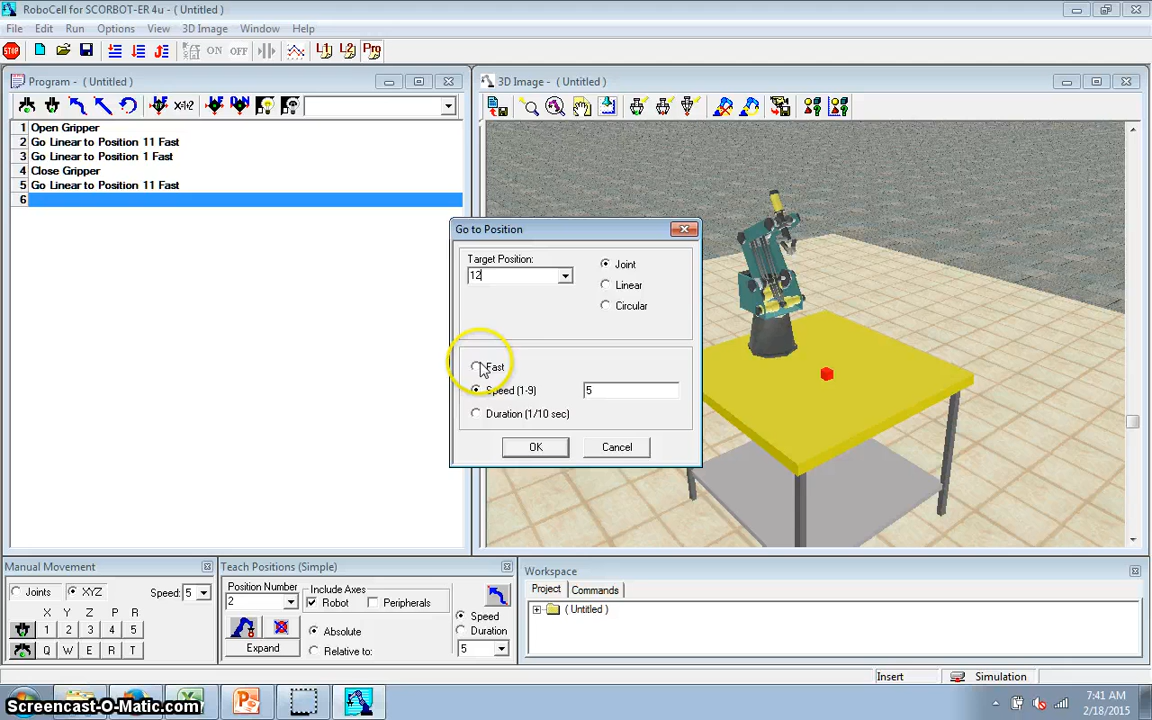 RoboCell for SCORBOT-ER 4u - (Untitled )
File Edit Run Options View 3D Image Window Help
STOP ON OFF Prg
Program - ( Untitled )
3D Image - ( Untitled )
1 Open Gripper
2 Go Linear to Position 11 Fast
3 Go Linear to Position 1 Fast
4 Close Gripper
5 Go Linear to Position 11 Fast
6
Go to Position
Target Position:
12
Joint
Linear
Circular
Fast
Speed (1-9) 5
Duration (1/10 sec)
OK Cancel
Manual Movement
Joints XYZ Speed: 5
X Y Z P R
1 2 3 4 5
Q W E R T
Teach Positions (Simple)
Position Number
2
Include Axes
Robot Peripherals
Absolute
Relative to:
Expand
Speed
Duration
5
Workspace
Project Commands
( Untitled )
Insert Simulation
Screencast-O-Matic.com
7:41 AM
2/18/2015